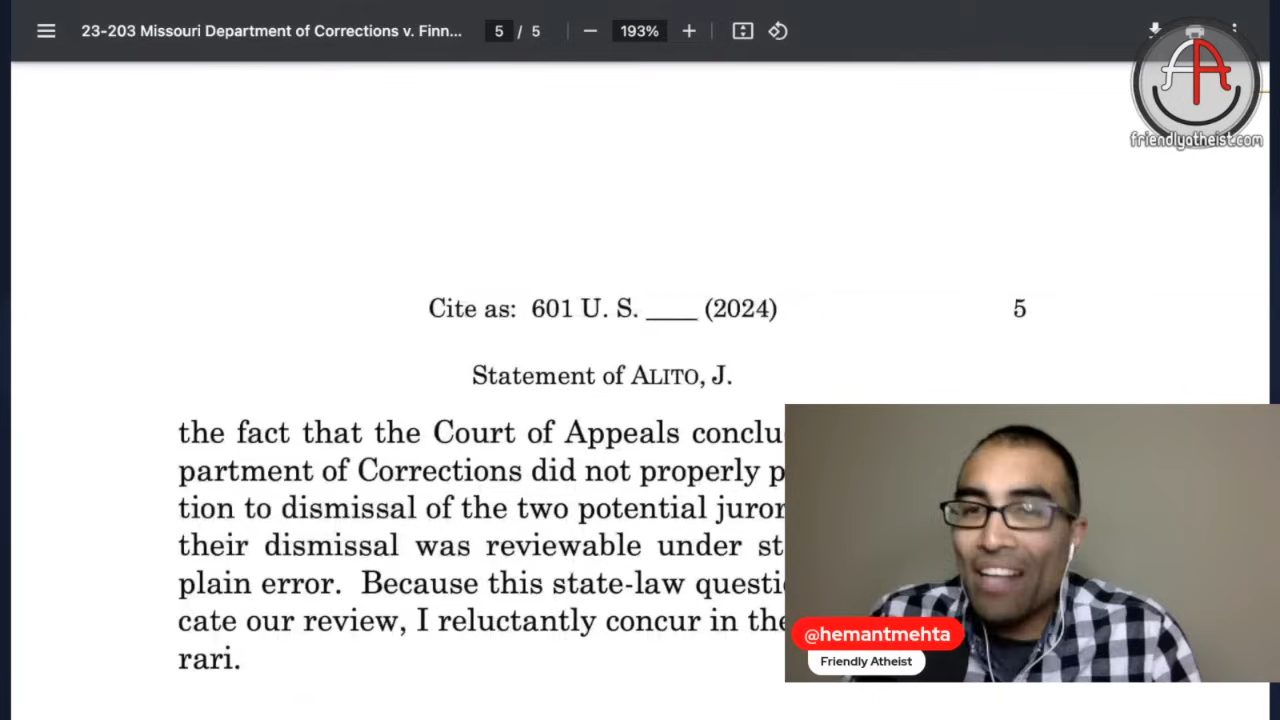 23-203 Missouri Department of Corrections v. Finn... 5 / 5 193%
friendlyatheist.com
Cite as: 601 U. S. ____ (2024) 5
Statement of ALITO, J.
the fact that the Court of Appeals conclu
partment of Corrections did not properly p
tion to dismissal of the two potential juror
their dismissal was reviewable under st
plain error. Because this state-law questi
cate our review, I reluctantly concur in the
rari.
@hemantmehta
Friendly Atheist